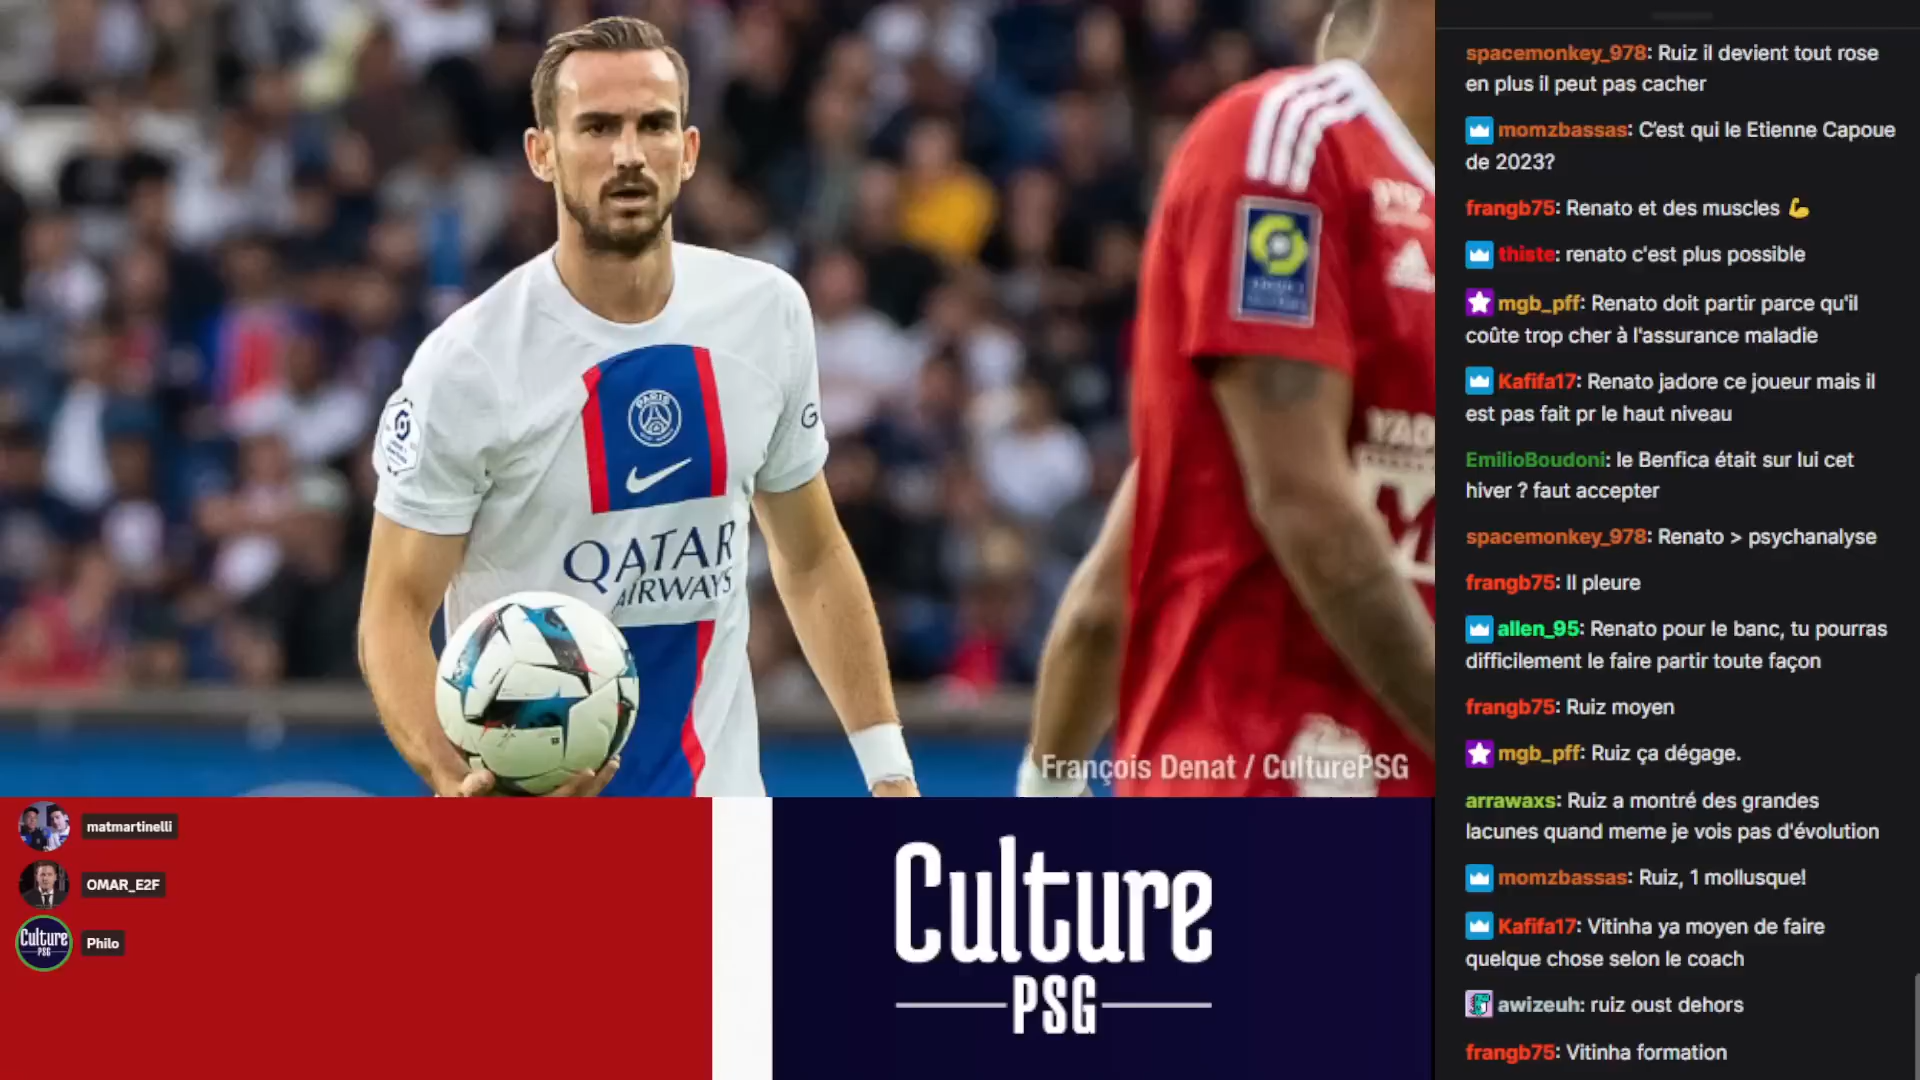 PARIS
G
QATAR
AIRWAYS
François Denat / CulturePSG
matmartinelli
OMAR_E2F
Culture
PSG
Philo
Culture
PSG
spacemonkey_978: Ruiz il devient tout rose
en plus il peut pas cacher
momzbassas: C'est qui le Etienne Capoue
de 2023?
frangb75: Renato et des muscles 💪
thiste: renato c'est plus possible
mgb_pff: Renato doit partir parce qu'il
coûte trop cher à l'assurance maladie
Kafifa17: Renato jadore ce joueur mais il
est pas fait pr le haut niveau
EmilioBoudoni: le Benfica était sur lui cet
hiver ? faut accepter
spacemonkey_978: Renato > psychanalyse
frangb75: Il pleure
allen_95: Renato pour le banc, tu pourras
difficilement le faire partir toute façon
frangb75: Ruiz moyen
mgb_pff: Ruiz ça dégage.
arrawaxs: Ruiz a montré des grandes
lacunes quand meme je vois pas d'évolution
momzbassas: Ruiz, 1 mollusque!
Kafifa17: Vitinha ya moyen de faire
quelque chose selon le coach
awizeuh: ruiz oust dehors
frangb75: Vitinha formation